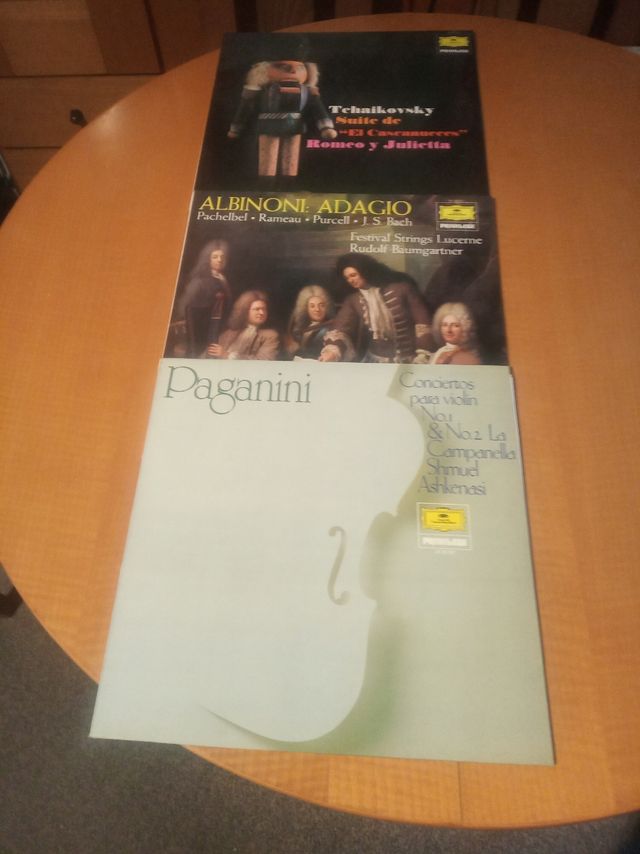 Tchaikovsky
Suite de
"El Cascanueces"
Romeo y Julietta
ALBINONI: ADAGIO
Pachelbel • Rameau • Purcell • J. S. Bach
Festival Strings Lucerne
Rudolf Baumgartner
Paganini
Conciertos
para violin
No.1
& No.2 La
Campanella
Shmuel
Ashkenasi